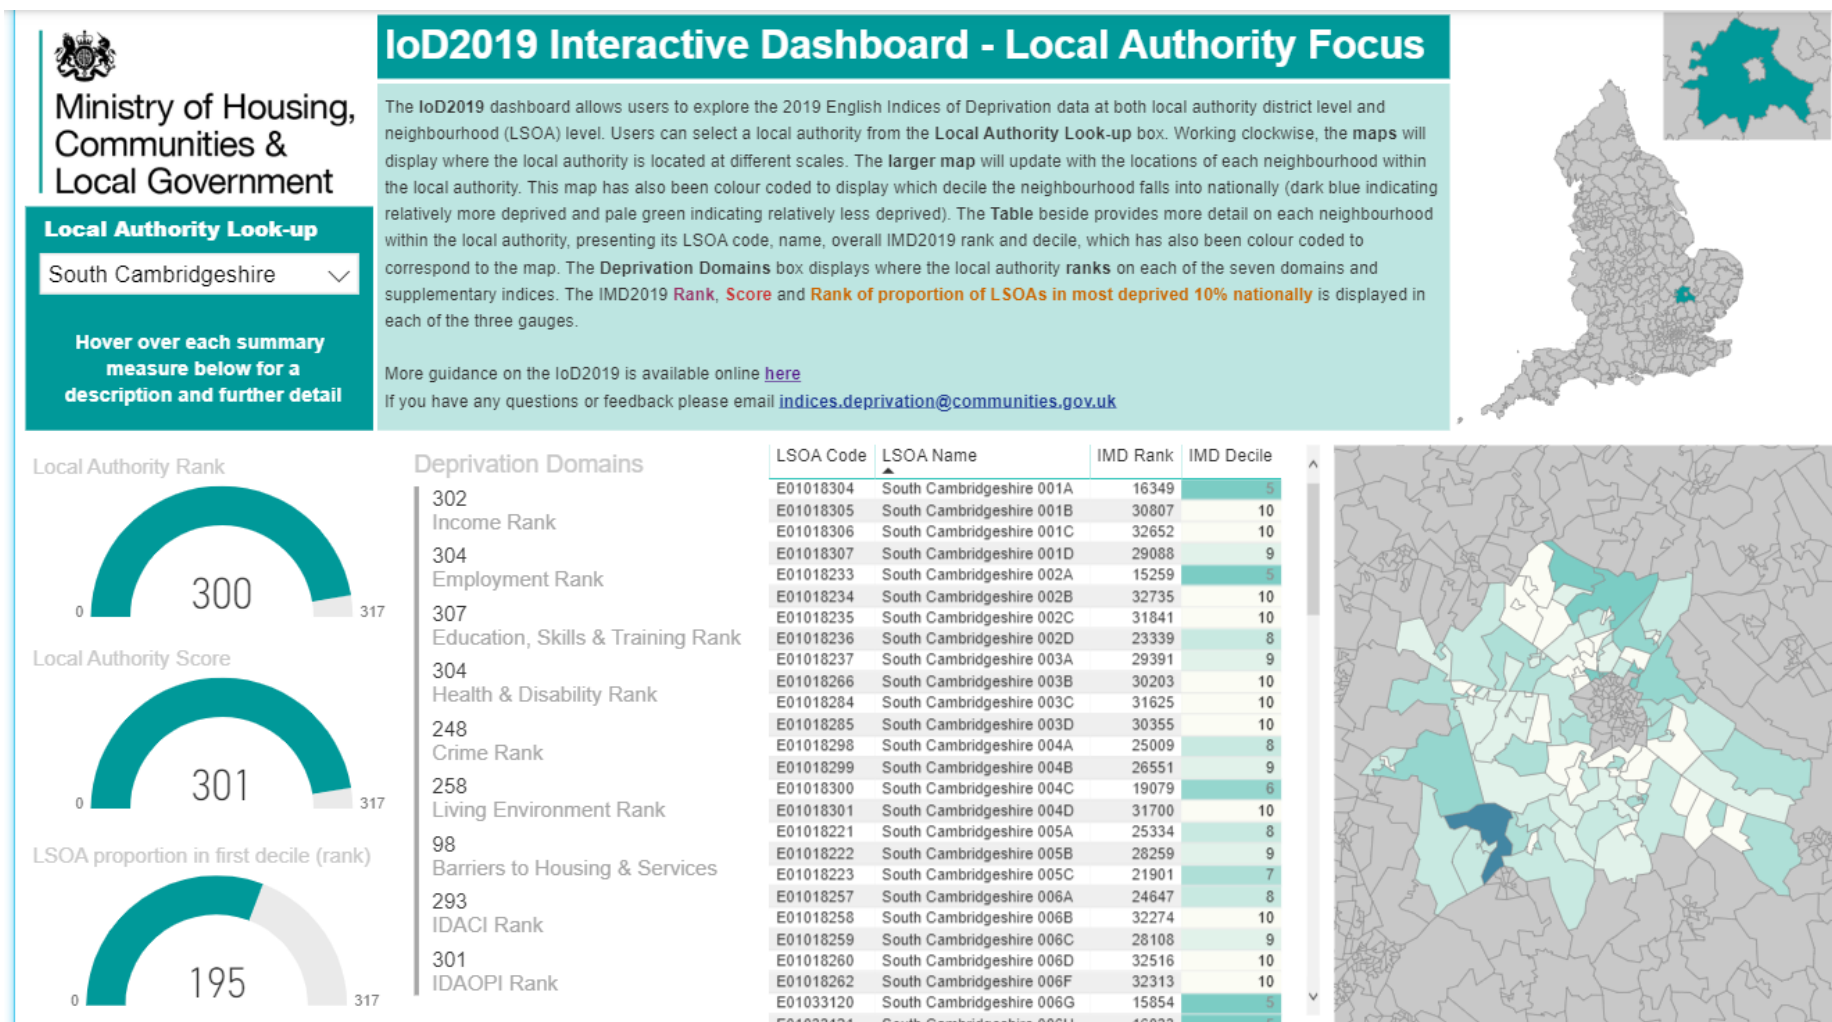 Ministry of Housing,
Communities &
Local Government
IoD2019 Interactive Dashboard - Local Authority Focus
The IoD2019 dashboard allows users to explore the 2019 English Indices of Deprivation data at both local authority district level and
neighbourhood (LSOA) level. Users can select a local authority from the Local Authority Look-up box. Working clockwise, the maps will
display where the local authority is located at different scales. The larger map will update with the locations of each neighbourhood within
the local authority. This map has also been colour coded to display which decile the neighbourhood falls into nationally (dark blue indicating
relatively more deprived and pale green indicating relatively less deprived). The Table beside provides more detail on each neighbourhood
within the local authority, presenting its LSOA code, name, overall IMD2019 rank and decile, which has also been colour coded to
correspond to the map. The Deprivation Domains box displays where the local authority ranks on each of the seven domains and
supplementary indices. The IMD2019 Rank, Score and Rank of proportion of LSOAs in most deprived 10% nationally is displayed in
each of the three gauges.
More guidance on the IoD2019 is available online here
If you have any questions or feedback please email indices.deprivation@communities.gov.uk
Local Authority Look-up
South Cambridgeshire
Hover over each summary
measure below for a
description and further detail
Local Authority Rank
300
0 317
Local Authority Score
301
0 317
LSOA proportion in first decile (rank)
195
0 317
Deprivation Domains
302
Income Rank
304
Employment Rank
307
Education, Skills & Training Rank
304
Health & Disability Rank
248
Crime Rank
258
Living Environment Rank
98
Barriers to Housing & Services
293
IDACI Rank
301
IDAOPI Rank
LSOA Code LSOA Name IMD Rank IMD Decile
E01018304 South Cambridgeshire 001A 16349 5
E01018305 South Cambridgeshire 001B 30807 10
E01018306 South Cambridgeshire 001C 32652 10
E01018307 South Cambridgeshire 001D 29088 9
E01018233 South Cambridgeshire 002A 15259 5
E01018234 South Cambridgeshire 002B 32735 10
E01018235 South Cambridgeshire 002C 31841 10
E01018236 South Cambridgeshire 002D 23339 8
E01018237 South Cambridgeshire 003A 29391 9
E01018266 South Cambridgeshire 003B 30203 10
E01018284 South Cambridgeshire 003C 31625 10
E01018285 South Cambridgeshire 003D 30355 10
E01018298 South Cambridgeshire 004A 25009 8
E01018299 South Cambridgeshire 004B 26551 9
E01018300 South Cambridgeshire 004C 19079 6
E01018301 South Cambridgeshire 004D 31700 10
E01018221 South Cambridgeshire 005A 25334 8
E01018222 South Cambridgeshire 005B 28259 9
E01018223 South Cambridgeshire 005C 21901 7
E01018257 South Cambridgeshire 006A 24647 8
E01018258 South Cambridgeshire 006B 32274 10
E01018259 South Cambridgeshire 006C 28108 9
E01018260 South Cambridgeshire 006D 32516 10
E01018262 South Cambridgeshire 006F 32313 10
E01033120 South Cambridgeshire 006G 15854 5